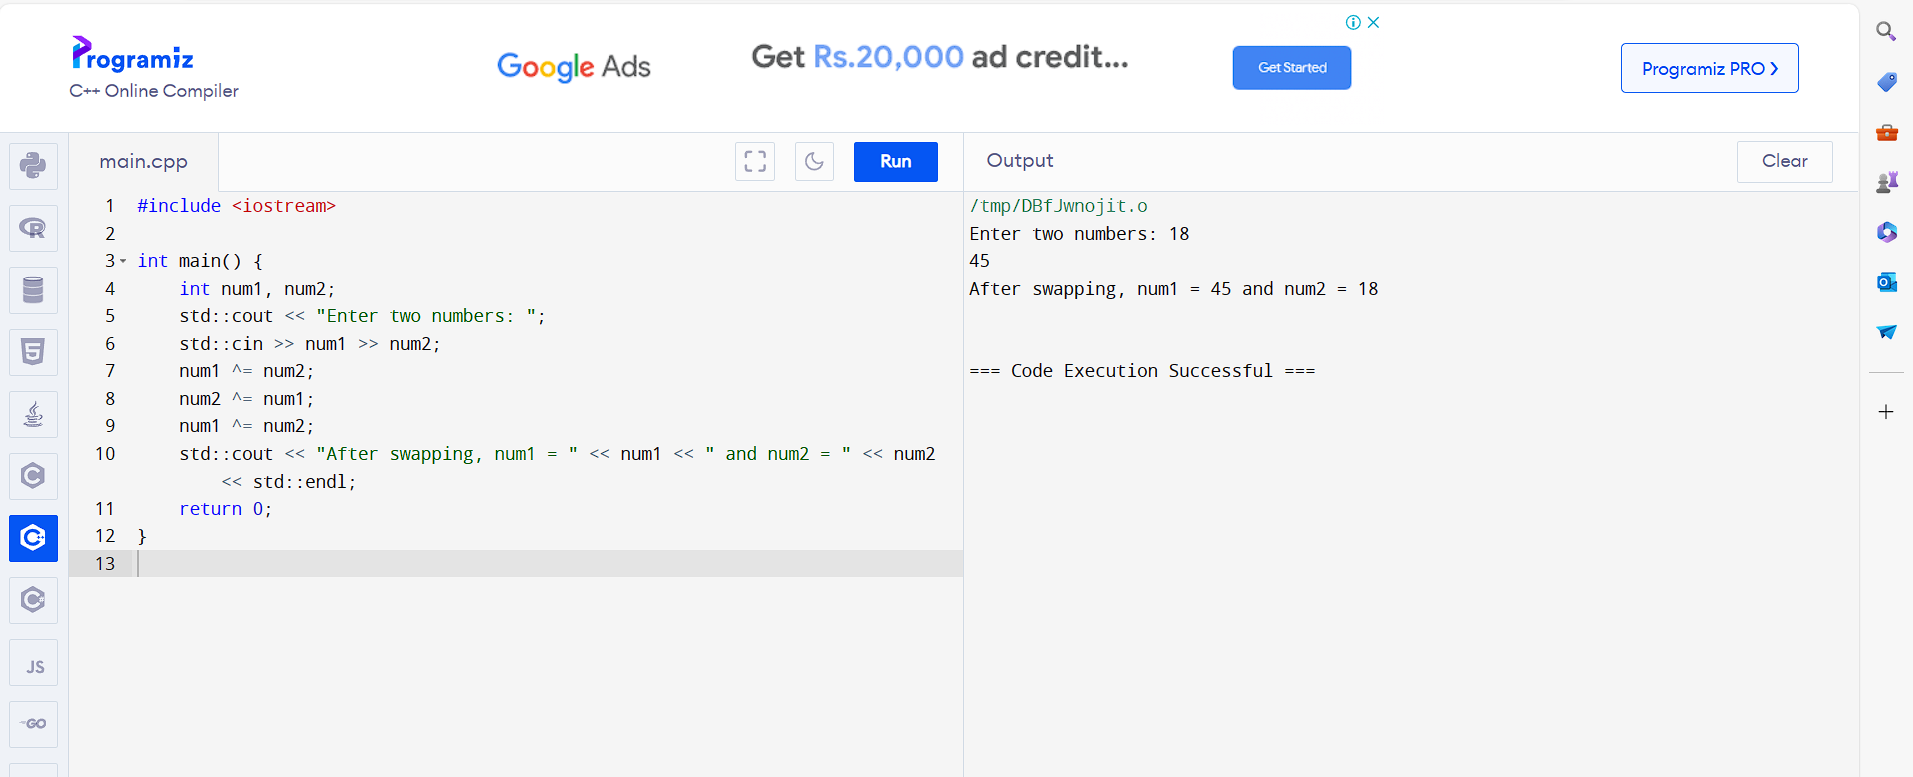 Programiz
C++ Online Compiler
Google Ads
Get Rs.20,000 ad credit...
Get Started
Programiz PRO
main.cpp
Run
1 #include <iostream>
2
3 int main() {
4 int num1, num2;
5 std::cout << "Enter two numbers: ";
6 std::cin >> num1 >> num2;
7 num1 ^= num2;
8 num2 ^= num1;
9 num1 ^= num2;
10 std::cout << "After swapping, num1 = " << num1 << " and num2 = " << num2
<< std::endl;
11 return 0;
12 }
13
Output
Clear
/tmp/DBfJwnojit.o
Enter two numbers: 18
45
After swapping, num1 = 45 and num2 = 18
=== Code Execution Successful ===
R
5
C
C++
C#
JS
GO